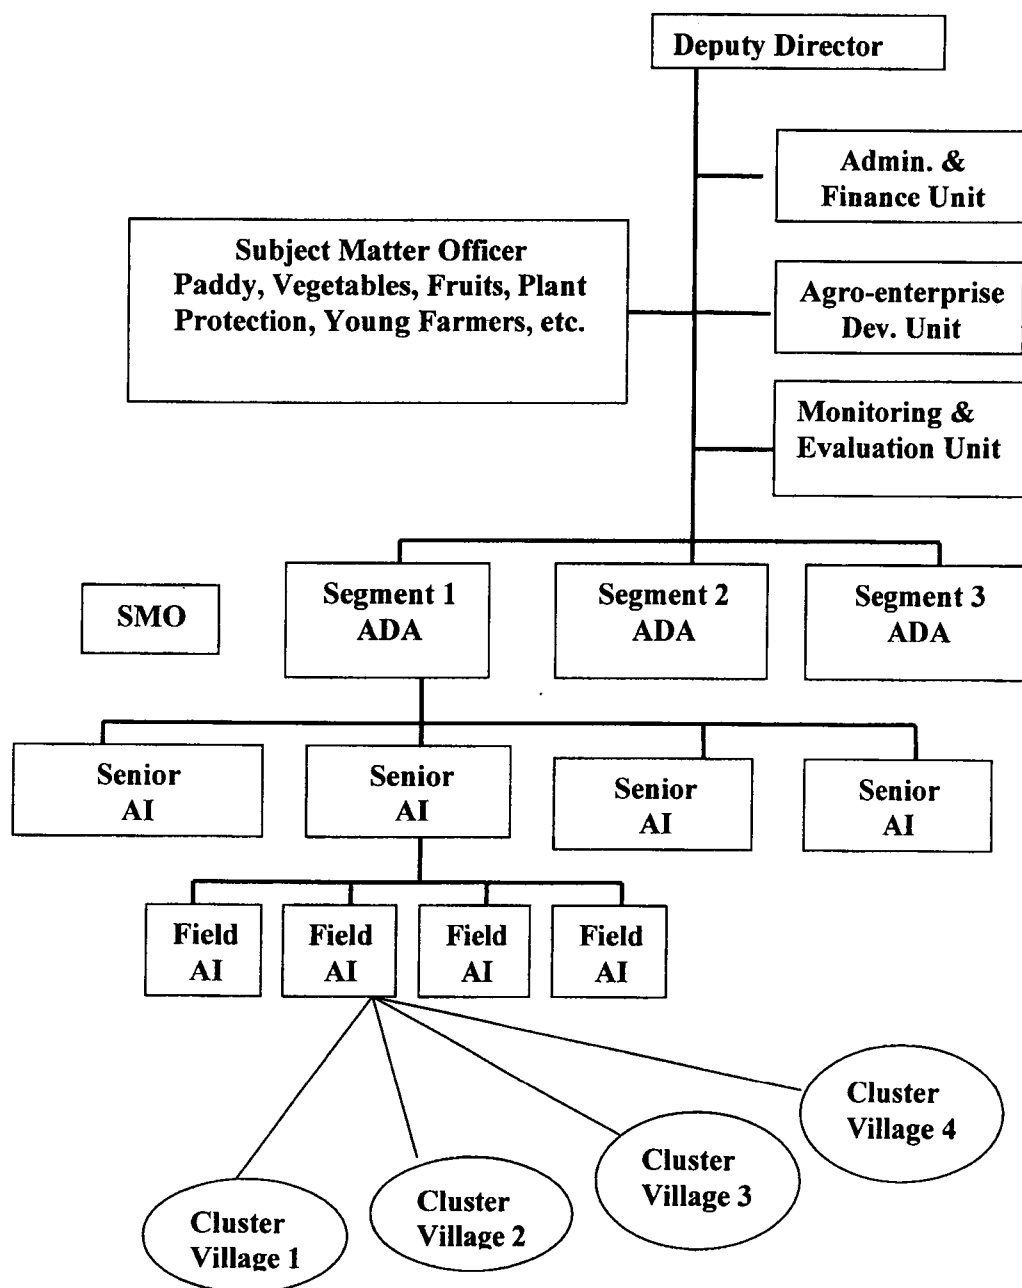 Deputy Director
Admin. &
Finance Unit
Subject Matter Officer
Paddy, Vegetables, Fruits, Plant
Protection, Young Farmers, etc.
Agro-enterprise
Dev. Unit
Monitoring &
Evaluation Unit
SMO
Segment 1
ADA
Segment 2
ADA
Segment 3
ADA
Senior
AI
Senior
AI
Senior
AI
Senior
AI
Field
AI
Field
AI
Field
AI
Field
AI
Cluster
Village 1
Cluster
Village 2
Cluster
Village 3
Cluster
Village 4